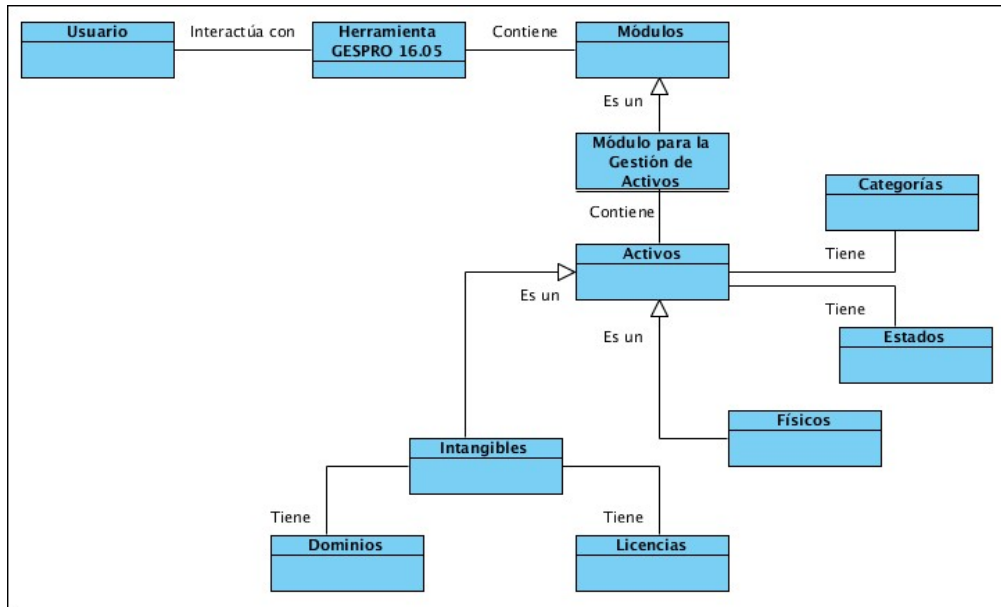 Usuario
Interactúa con
Herramienta
GESPRO 16.05
Contiene
Módulos
Es un
Módulo para la
Gestión de
Activos
Contiene
Categorías
Tiene
Activos
Es un
Tiene
Es un
Estados
Físicos
Intangibles
Tiene
Tiene
Dominios
Licencias